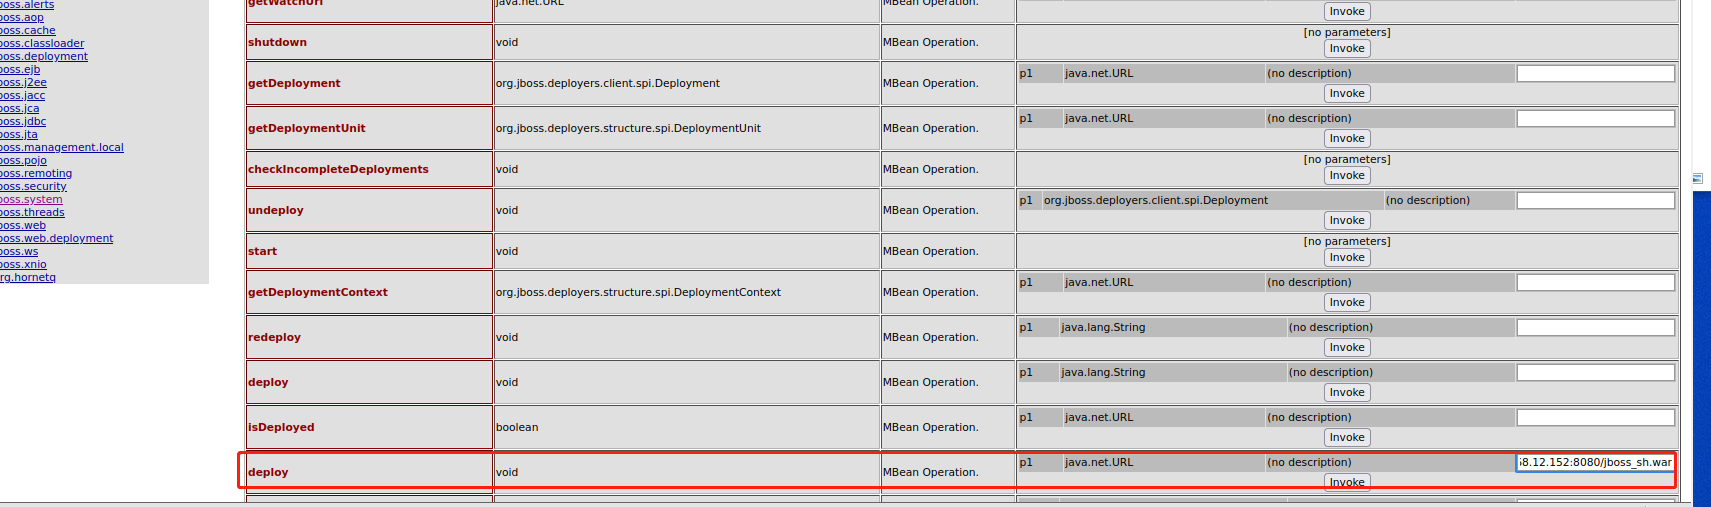 oss.alerts
oss.aop
oss.cache
oss.classloader
oss.deployment
oss.ejb
oss.j2ee
oss.jacc
oss.jca
oss.jdbc
oss.jta
oss.management.local
oss.pojo
oss.remoting
oss.security
oss.system
oss.threads
oss.web
oss.web.deployment
oss.ws
oss.xnio
rg.hornetq
getWatchUrl java.net.URL MBean Operation. Invoke
[no parameters]
shutdown void MBean Operation. Invoke
p1 java.net.URL (no description)
getDeployment org.jboss.deployers.client.spi.Deployment MBean Operation. Invoke
p1 java.net.URL (no description)
getDeploymentUnit org.jboss.deployers.structure.spi.DeploymentUnit MBean Operation. Invoke
[no parameters]
checkIncompleteDeployments void MBean Operation. Invoke
p1 org.jboss.deployers.client.spi.Deployment (no description)
undeploy void MBean Operation. Invoke
[no parameters]
start void MBean Operation. Invoke
p1 java.net.URL (no description)
getDeploymentContext org.jboss.deployers.structure.spi.DeploymentContext MBean Operation. Invoke
p1 java.lang.String (no description)
redeploy void MBean Operation. Invoke
p1 java.lang.String (no description)
deploy void MBean Operation. Invoke
p1 java.net.URL (no description)
isDeployed boolean MBean Operation. Invoke
p1 java.net.URL (no description) 8.12.152:8080/jboss_sh.war
deploy void MBean Operation. Invoke